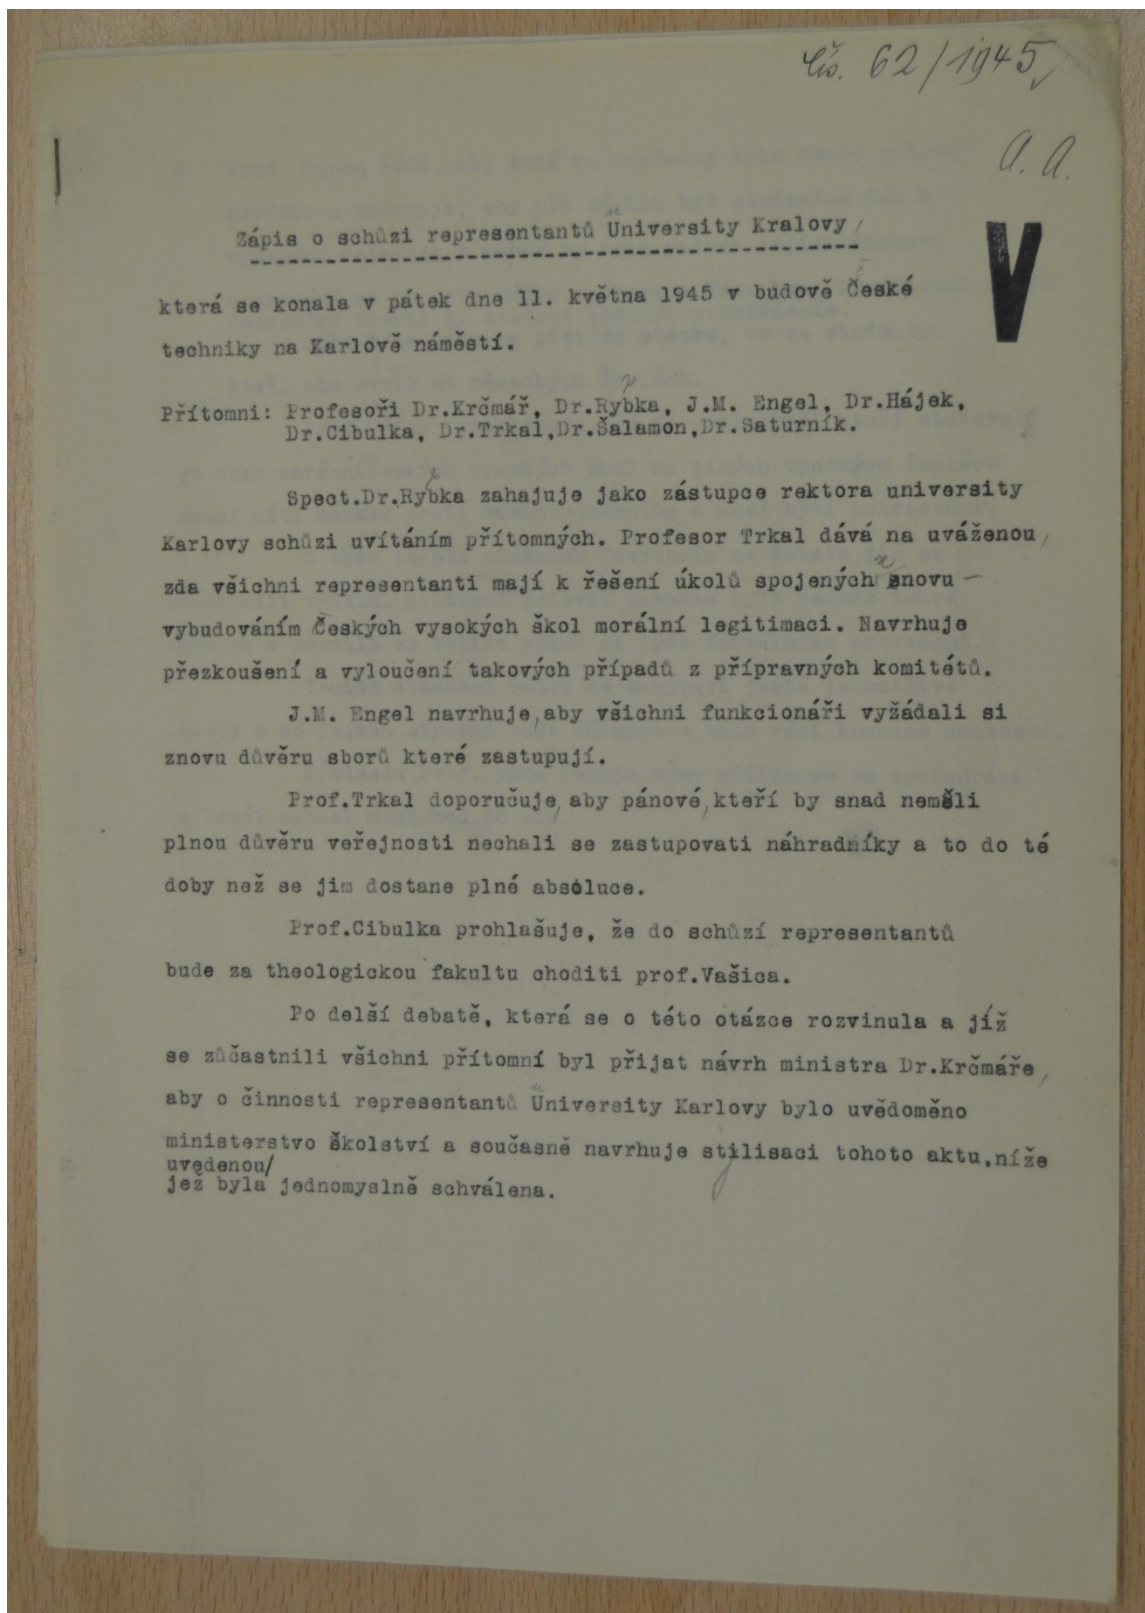 čís. 62/1945
a. a.
V
Zápis o schůzi representantů University Kralovy,
která se konala v pátek dne 11. května 1945 v budově České
techniky na Karlově náměstí.
Přítomni: Profesoři Dr.Krčmář, Dr.Rybka, J.M. Engel, Dr.Hájek,
Dr.Cibulka, Dr.Trkal,Dr.Šalamon,Dr.Saturník.
Spect.Dr.Rybka zahajuje jako zástupce rektora university
Karlovy schůzi uvítáním přítomných. Profesor Trkal dává na uváženou,
zda všichni representanti mají k řešení úkolů spojených znovu-
vybudováním Českých vysokých škol morální legitimaci. Navrhuje
přezkoušení a vyloučení takových případů z přípravných komitétů.
J.M. Engel navrhuje,aby všichni funkcionáři vyžádali si
znovu důvěru sborů které zastupují.
Prof.Trkal doporučuje,aby pánové,kteří by snad neměli
plnou důvěru veřejnosti nechali se zastupovati náhradníky a to do té
doby než se jim dostane plné absoluce.
Prof.Cibulka prohlašuje, že do schůzí representantů
bude za theologickou fakultu choditi prof.Vašica.
Po delší debatě, která se o této otázce rozvinula a jíž
se zůčastnili všichni přítomní byl přijat návrh ministra Dr.Krčmáře,
aby o činnosti representantů University Karlovy bylo uvědoměno
ministerstvo školství a současně navrhuje stylisaci tohoto aktu,níže
uvedenou/
jež byla jednomyslně schválena.